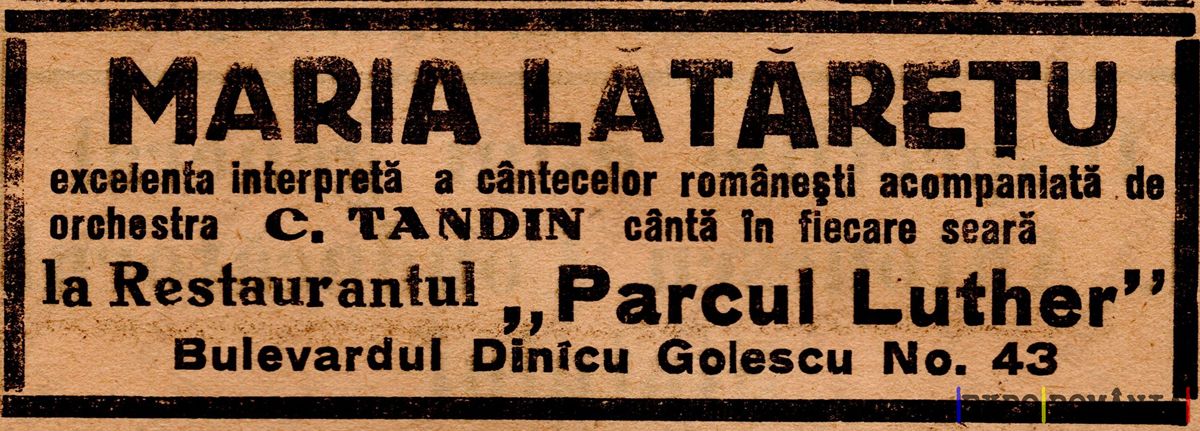 MARIA LĂTĂREȚU
excelenta interpretă a cântecelor românești acompaniată de
orchestra C. TANDIN cântă în fiecare seară
la Restaurantul „Parcul Luther”
Bulevardul Dinicu Golescu No. 43